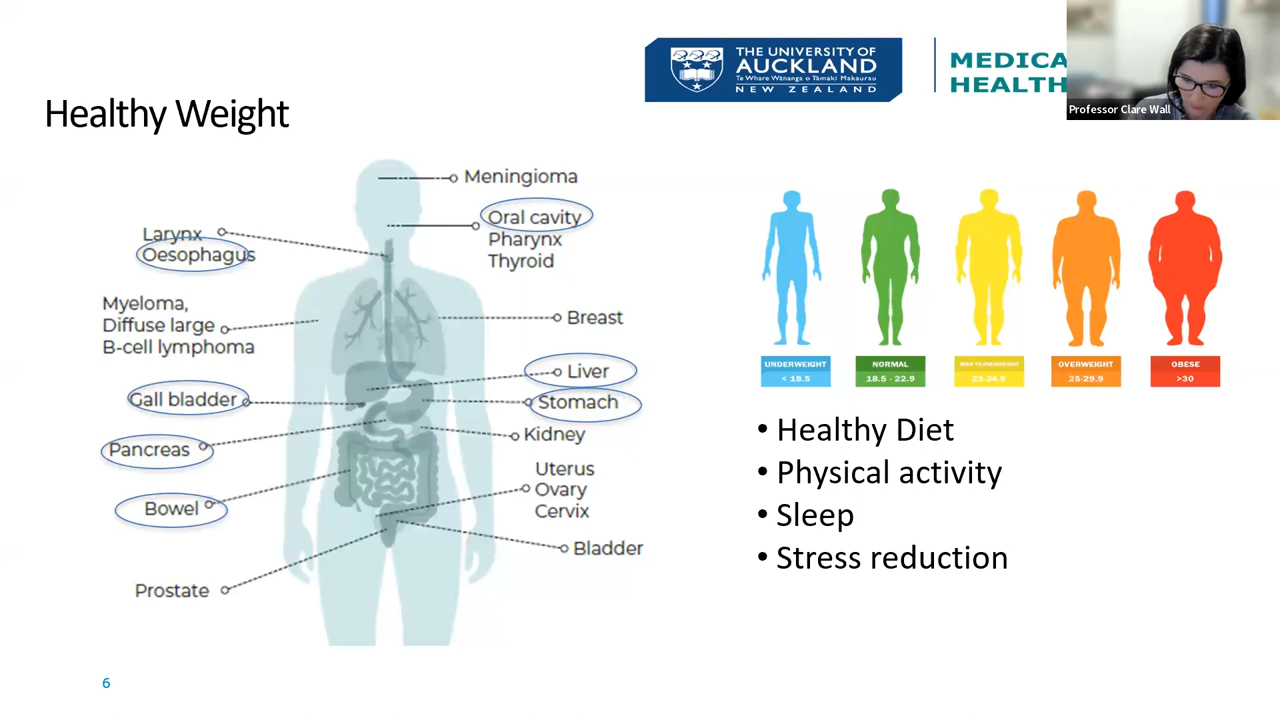 THE UNIVERSITY OF
AUCKLAND
Te Whare Wānanga o Tāmaki Makaurau
NEW ZEALAND
MEDICA
HEALTH
Professor Clare Wall
Healthy Weight
Meningioma
Oral cavity
Pharynx
Thyroid
Larynx
Oesophagus
Myeloma,
Diffuse large
B-cell lymphoma
Breast
Liver
Gall bladder
Stomach
Kidney
Pancreas
Uterus
Ovary
Cervix
Bowel
Bladder
Prostate
UNDERWEIGHT
< 18.5
NORMAL
18.5 - 22.9
23-24.9
OVERWEIGHT
25-29.9
OBESE
>30
• Healthy Diet
• Physical activity
• Sleep
• Stress reduction
6